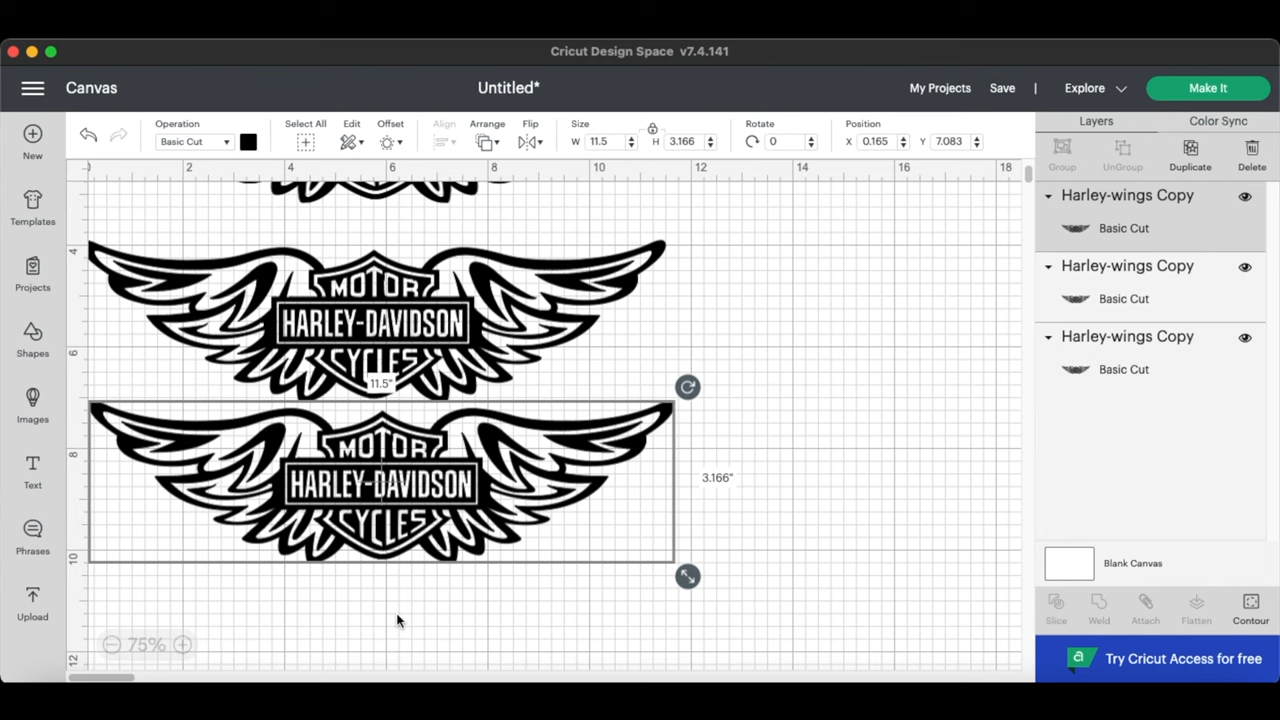 Cricut Design Space v7.4.141
Canvas
Untitled*
My Projects
Save
|
Explore
Make It
New
Templates
Projects
Shapes
Images
Text
Phrases
Upload
Operation
Basic Cut
Select All
Edit
Offset
Align
Arrange
Flip
Size
W 11.5
H 3.166
Rotate
0
Position
X 0.165
Y 7.083
0 2 4 6 8 10 12 14 16 18
4
6
8
10
12
MOTOR
HARLEY-DAVIDSON
CYCLES
11.5"
MOTOR
HARLEY-DAVIDSON
CYCLES
3.166"
75%
Layers
Color Sync
Group
UnGroup
Duplicate
Delete
Harley-wings Copy
Basic Cut
Harley-wings Copy
Basic Cut
Harley-wings Copy
Basic Cut
Blank Canvas
Slice
Weld
Attach
Flatten
Contour
a
Try Cricut Access for free